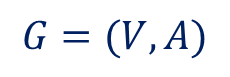 G = (V, A)